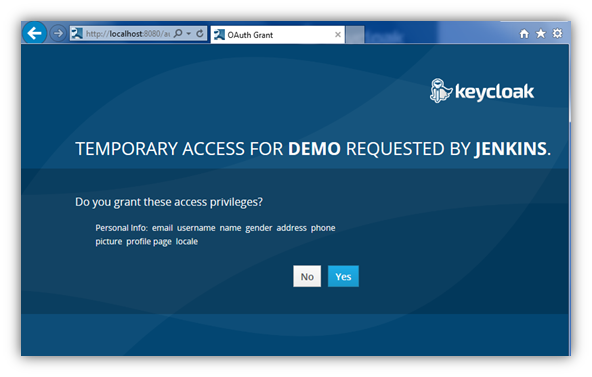 http://localhost:8080/au
OAuth Grant
keycloak
TEMPORARY ACCESS FOR DEMO REQUESTED BY JENKINS.
Do you grant these access privileges?
Personal Info: email username name gender address phone
picture profile page locale
No Yes